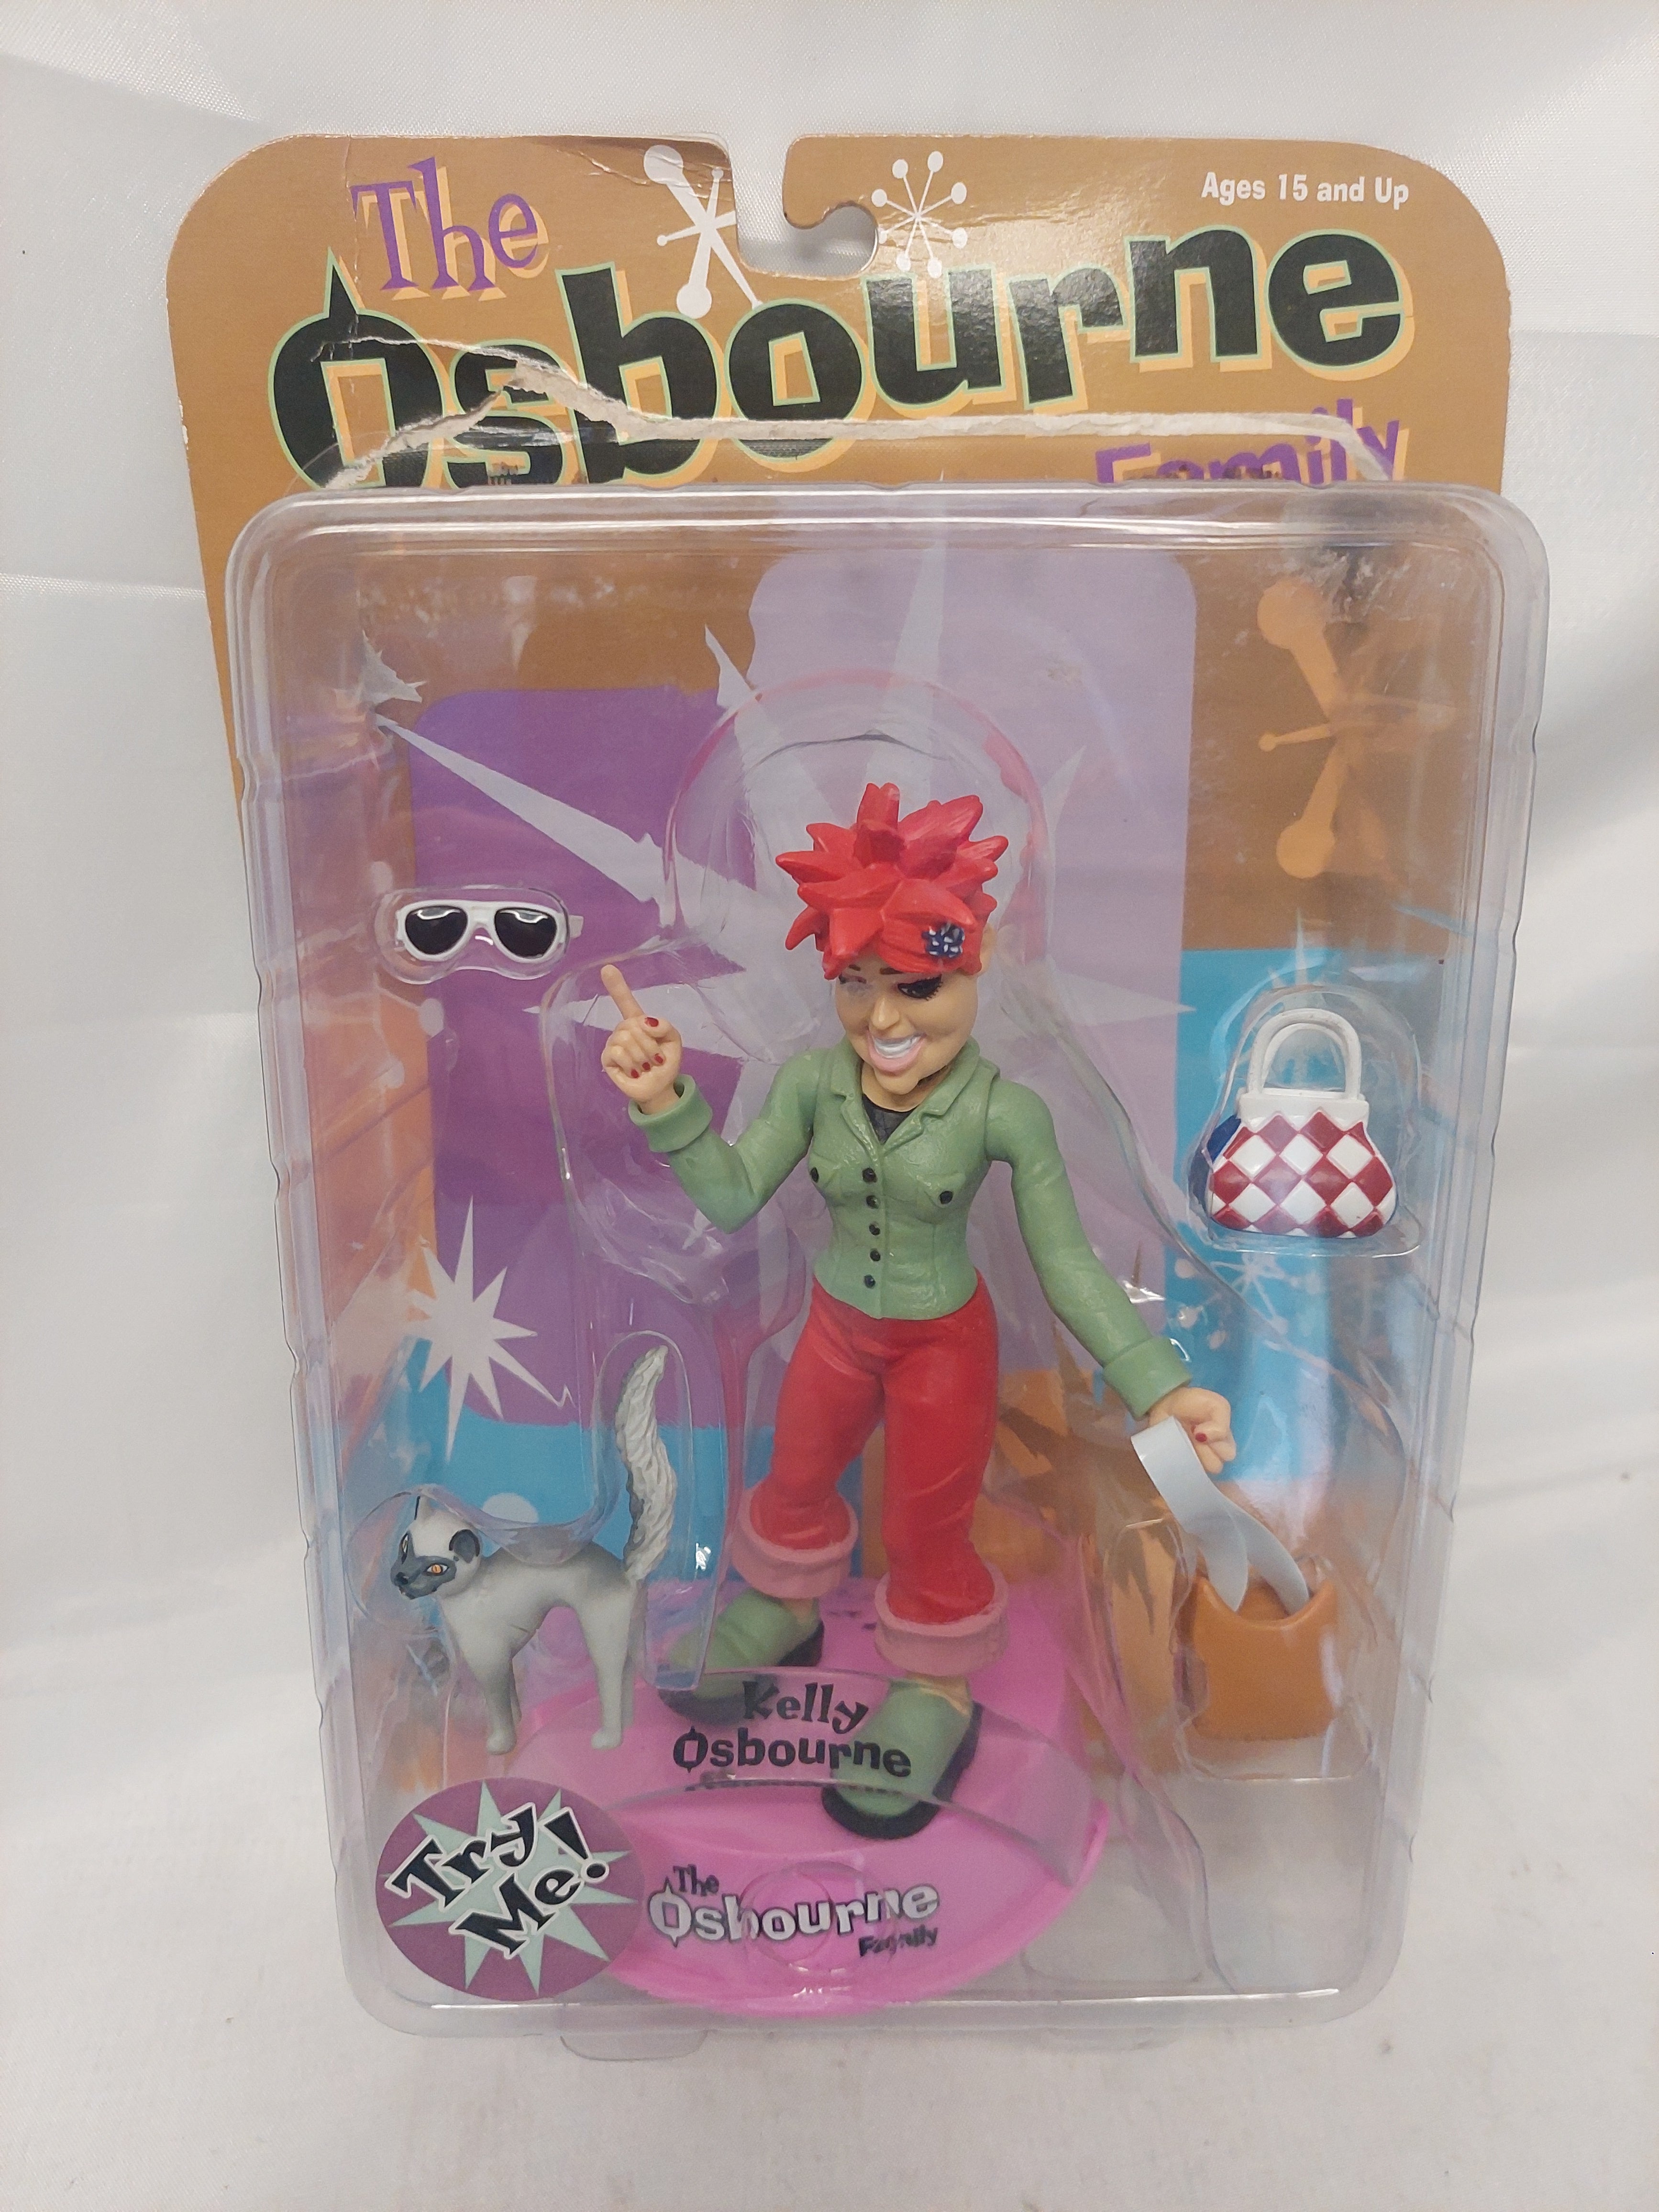 The
Ages 15 and Up
Osbourne
Family
Kelly
Osbourne
Try
Me!
The
Osbourne
Family